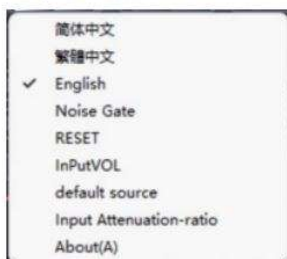 简体中文
繁體中文
English
Noise Gate
RESET
InPutVOL
default source
Input Attenuation-ratio
About(A)